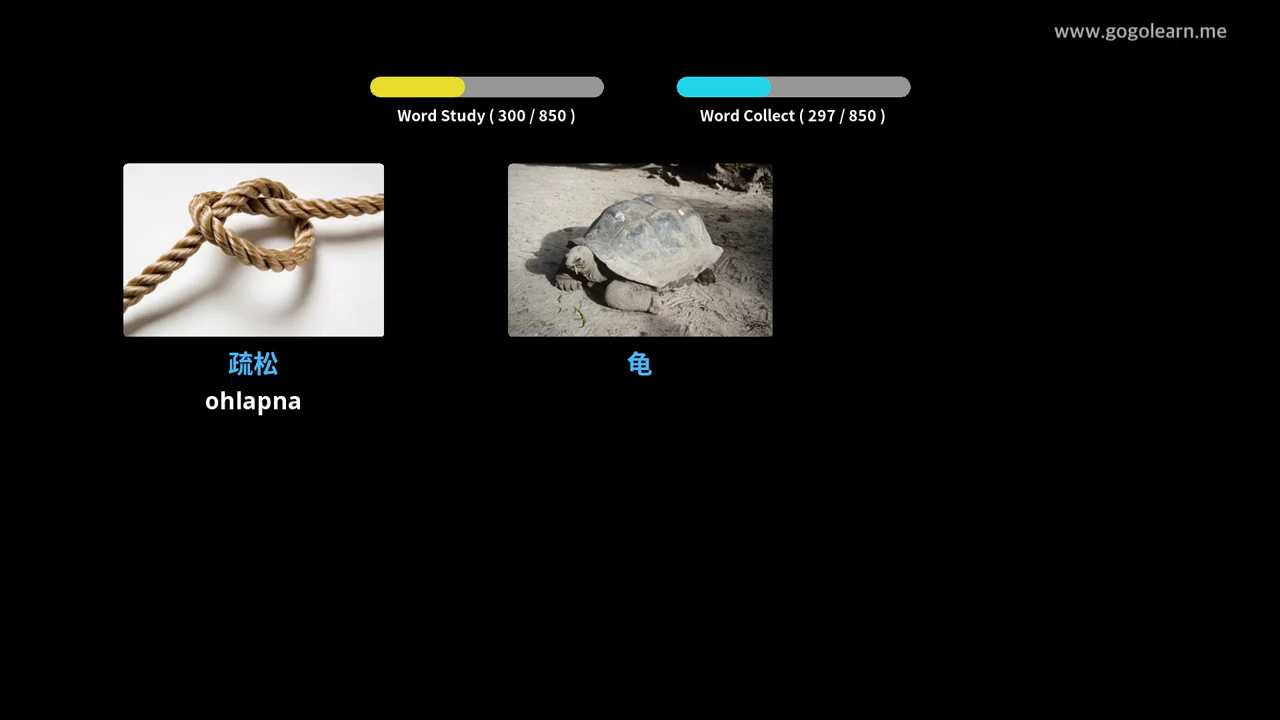 www.gogolearn.me
Word Study ( 300 / 850 )
Word Collect ( 297 / 850 )
疏松
ohlapna
龟